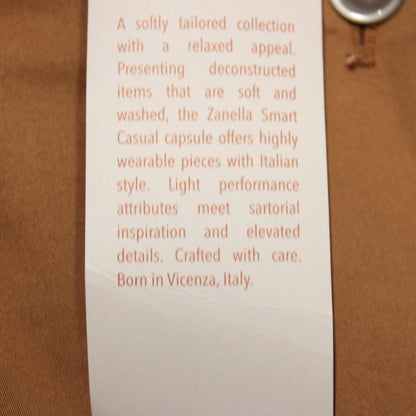 A softly tailored collection
with a relaxed appeal.
Presenting deconstructed
items that are soft and
washed, the Zanella Smart
Casual capsule offers highly
wearable pieces with Italian
style. Light performance
attributes meet sartorial
inspiration and elevated
details. Crafted with care.
Born in Vicenza, Italy.